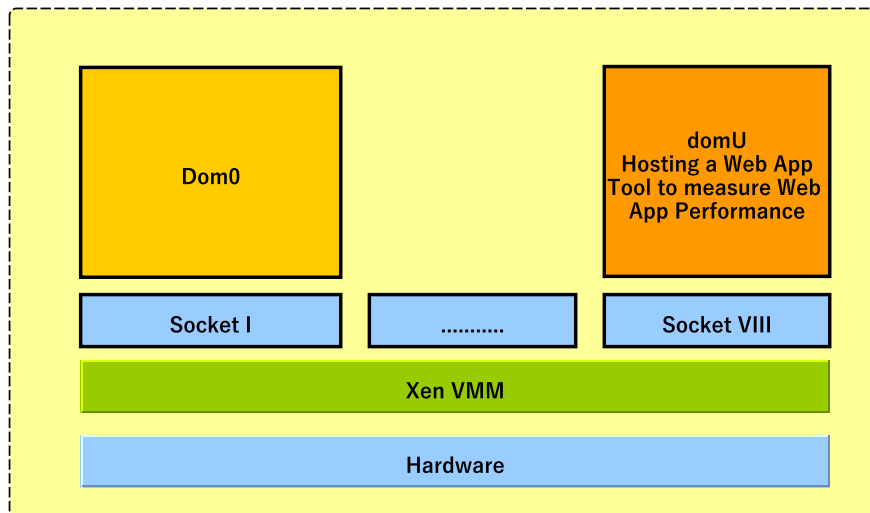 Dom0
domU
Hosting a Web App
Tool to measure Web
App Performance
Socket I
...........
Socket VIII
Xen VMM
Hardware